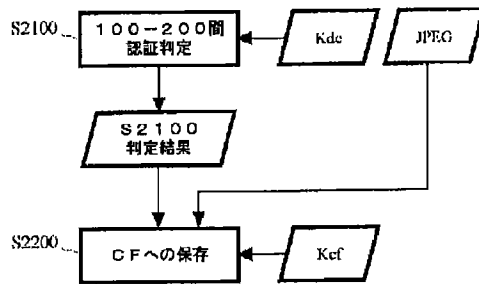 S2100
１００－２００間
認証判定
Kdc
JPEG
Ｓ２１００
判定結果
S2200
ＣＦへの保存
Kcf